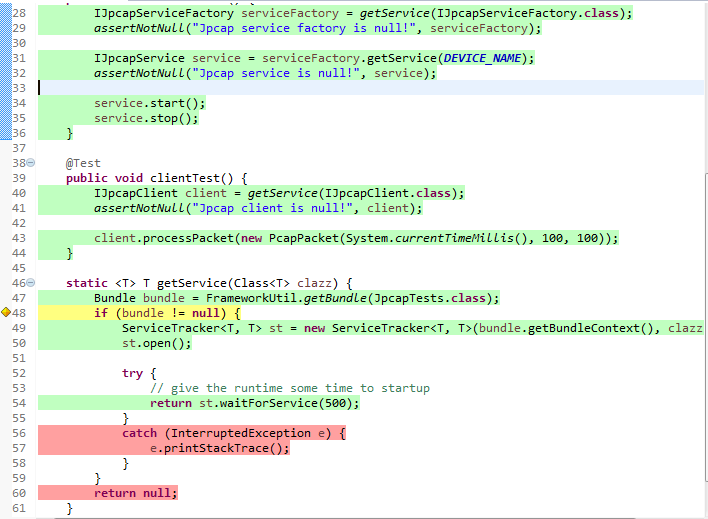 28 IJpcapServiceFactory serviceFactory = getService(IJpcapServiceFactory.class);
29 assertNotNull("Jpcap service factory is null!", serviceFactory);
30
31 IJpcapService service = serviceFactory.getService(DEVICE_NAME);
32 assertNotNull("Jpcap service is null!", service);
33
34 service.start();
35 service.stop();
36 }
37
38 @Test
39 public void clientTest() {
40 IJpcapClient client = getService(IJpcapClient.class);
41 assertNotNull("Jpcap client is null!", client);
42
43 client.processPacket(new PcapPacket(System.currentTimeMillis(), 100, 100));
44 }
45
46 static <T> T getService(Class<T> clazz) {
47 Bundle bundle = FrameworkUtil.getBundle(JpcapTests.class);
48 if (bundle != null) {
49 ServiceTracker<T, T> st = new ServiceTracker<T, T>(bundle.getBundleContext(), clazz
50 st.open();
51
52 try {
53 // give the runtime some time to startup
54 return st.waitForService(500);
55 }
56 catch (InterruptedException e) {
57 e.printStackTrace();
58 }
59 }
60 return null;
61 }